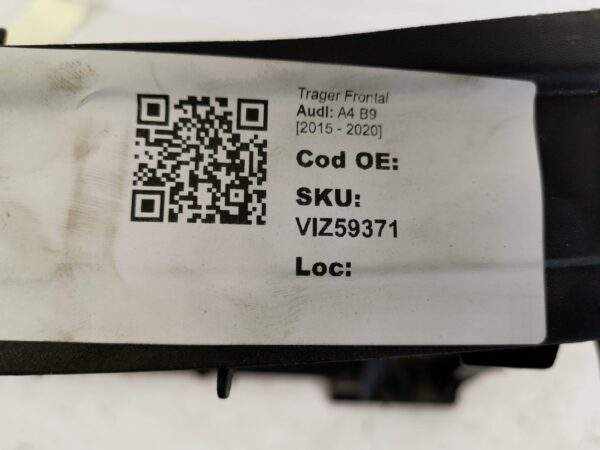 Trager Frontal
Audi: A4 B9
[2015 - 2020]
Cod OE:
SKU:
VIZ59371
Loc: